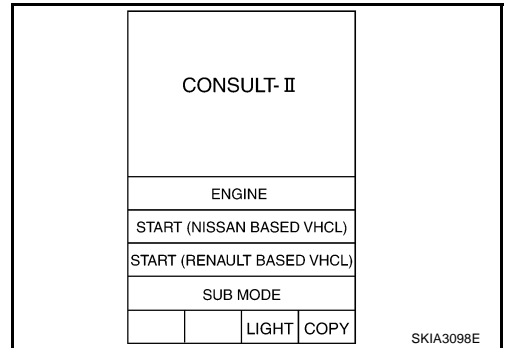 CONSULT-Ⅱ
ENGINE
START (NISSAN BASED VHCL)
START (RENAULT BASED VHCL)
SUB MODE
LIGHT COPY
SKIA3098E